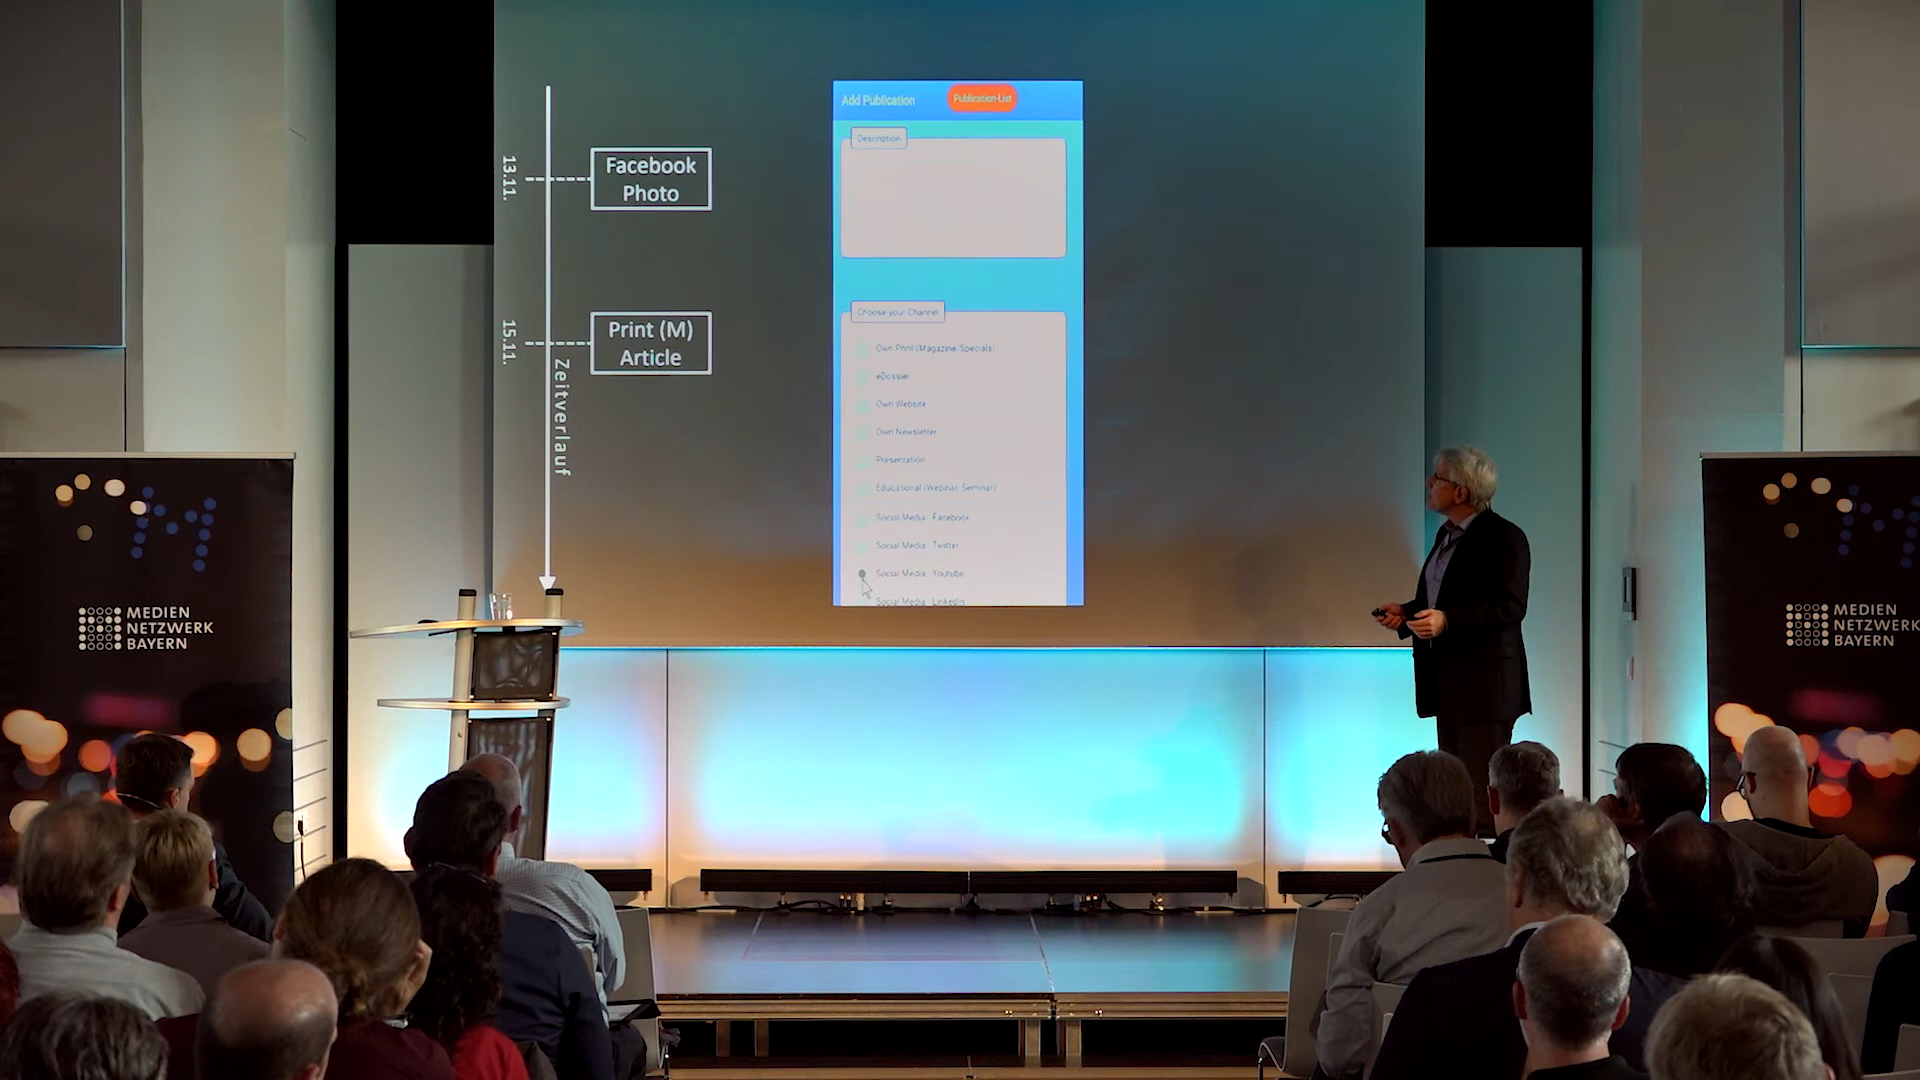 13.11.
Facebook
Photo
15.11.
Print (M)
Article
Zeitverlauf
Add Publication
Publication-List
Description
Choose your Channel
Own Print (Magazine-Specials)
eDossier
Own Website
Own Newsletter
Presentation
Educational (Webinar, Seminar)
Social Media: Facebook
Social Media: Twitter
Social Media: Youtube
Social Media: LinkedIn
MEDIEN
NETZWERK
BAYERN
MEDIEN
NETZWERK
BAYERN